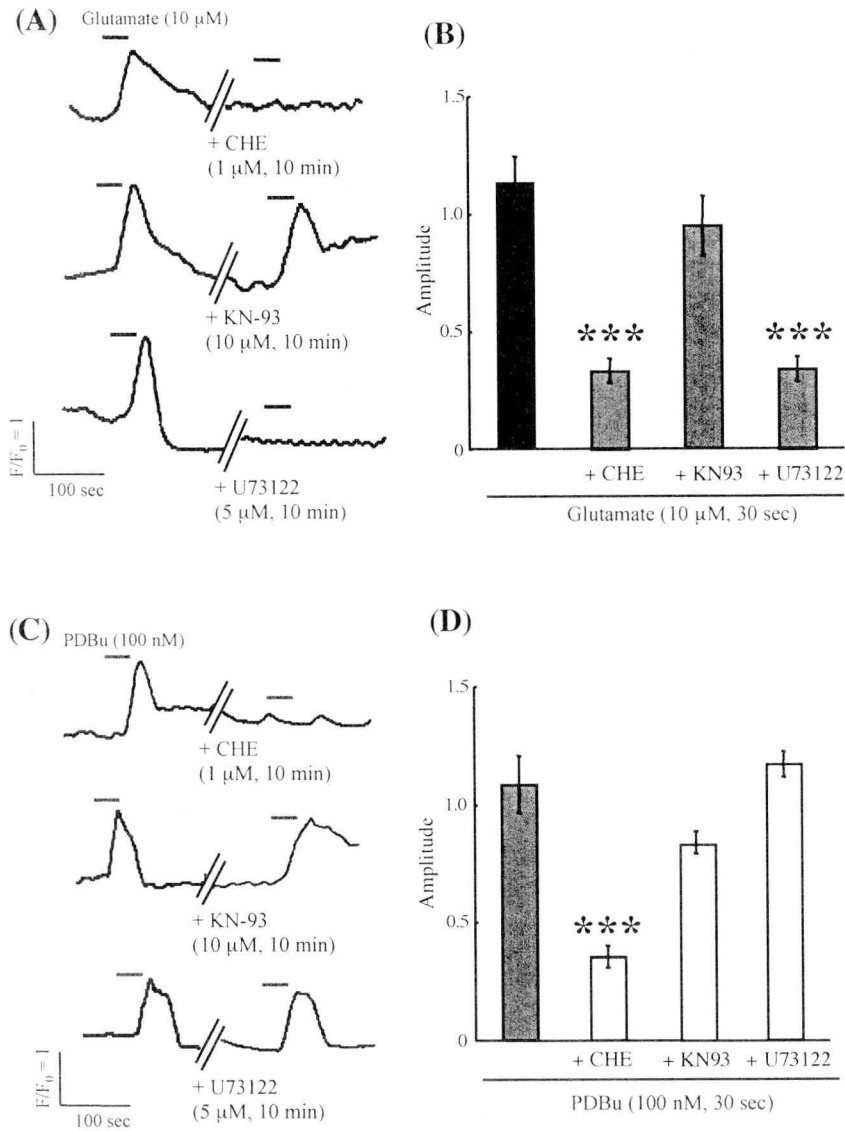 (A)
Glutamate (10 μM)
+ CHE
(1 μM, 10 min)
+ KN-93
(10 μM, 10 min)
+ U73122
(5 μM, 10 min)
F/F0 = 1
100 sec
(B)
1.5
1.0
0.5
0
Amplitude
***
***
+ CHE + KN93 + U73122
Glutamate (10 μM, 30 sec)
(C)
PDBu (100 nM)
+ CHE
(1 μM, 10 min)
+ KN-93
(10 μM, 10 min)
+ U73122
(5 μM, 10 min)
F/F0 = 1
100 sec
(D)
1.5
1.0
0.5
0
Amplitude
***
+ CHE + KN93 + U73122
PDBu (100 nM, 30 sec)